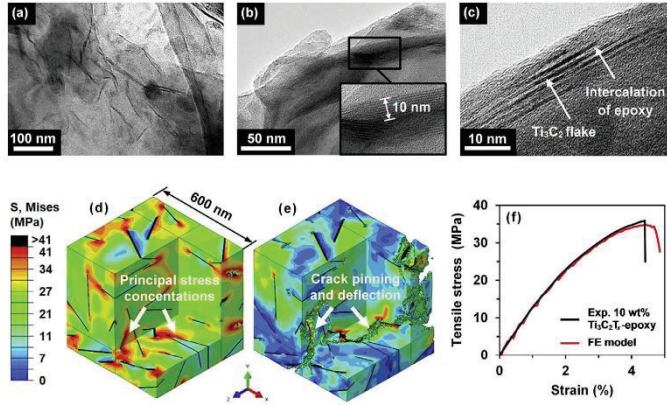 (a)
100 nm
(b)
10 nm
50 nm
(c)
Intercalation
of epoxy
Ti₃C₂ flake
10 nm
S, Mises
(MPa)
>41
41
34
27
21
14
7
0
(d)
600 nm
Principal stress
concentations
(e)
Crack pinning
and deflection
Y
Z
X
(f)
Tensile stress (MPa)
40
35
30
25
20
15
10
5
0
Exp. 10 wt%
Ti₃C₂Tₓ-epoxy
FE model
0
2
4
Strain (%)